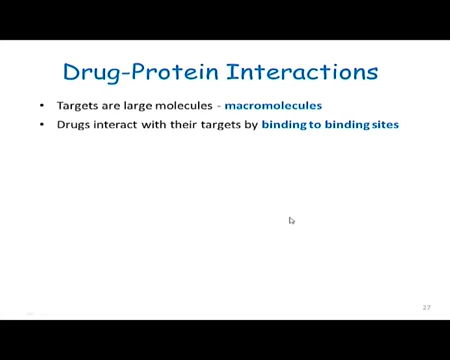 Drug-Protein Interactions
• Targets are large molecules - macromolecules
• Drugs interact with their targets by binding to binding sites
27